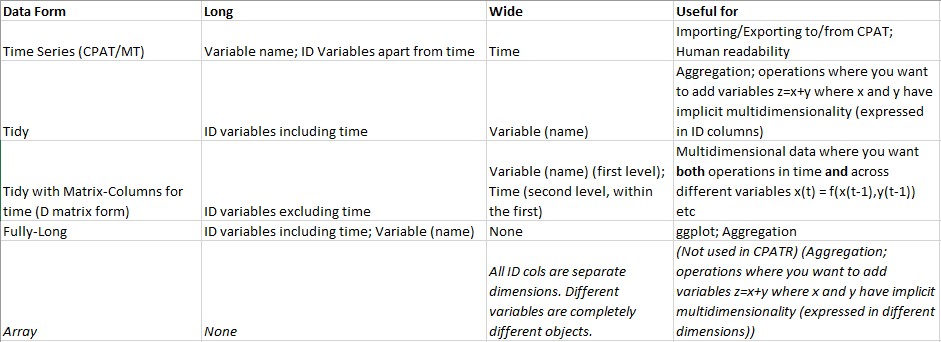 Data Form Long Wide Useful for
Importing/Exporting to/from CPAT;
Time Series (CPAT/MT) Variable name; ID Variables apart from time Time Human readability
Aggregation; operations where you want
to add variables z=x+y where x and y have
implicit multidimensionality (expressed
Tidy ID variables including time Variable (name) in ID columns)
Multidimensional data where you want
Variable (name) (first level); both operations in time and across
Tidy with Matrix-Columns for Time (second level, within different variables x(t) = f(x(t-1),y(t-1))
time (D matrix form) ID variables excluding time the first) etc
Fully-Long ID variables including time; Variable (name) None ggplot; Aggregation
(Not used in CPATR) (Aggregation;
All ID cols are separate operations where you want to add
dimensions. Different variables z=x+y where x and y have implicit
variables are completely multidimensionality (expressed in different
Array None different objects. dimensions))